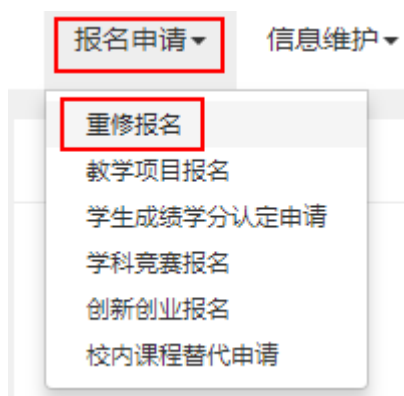 报名申请 信息维护
重修报名
教学项目报名
学生成绩学分认定申请
学科竞赛报名
创新创业报名
校内课程替代申请